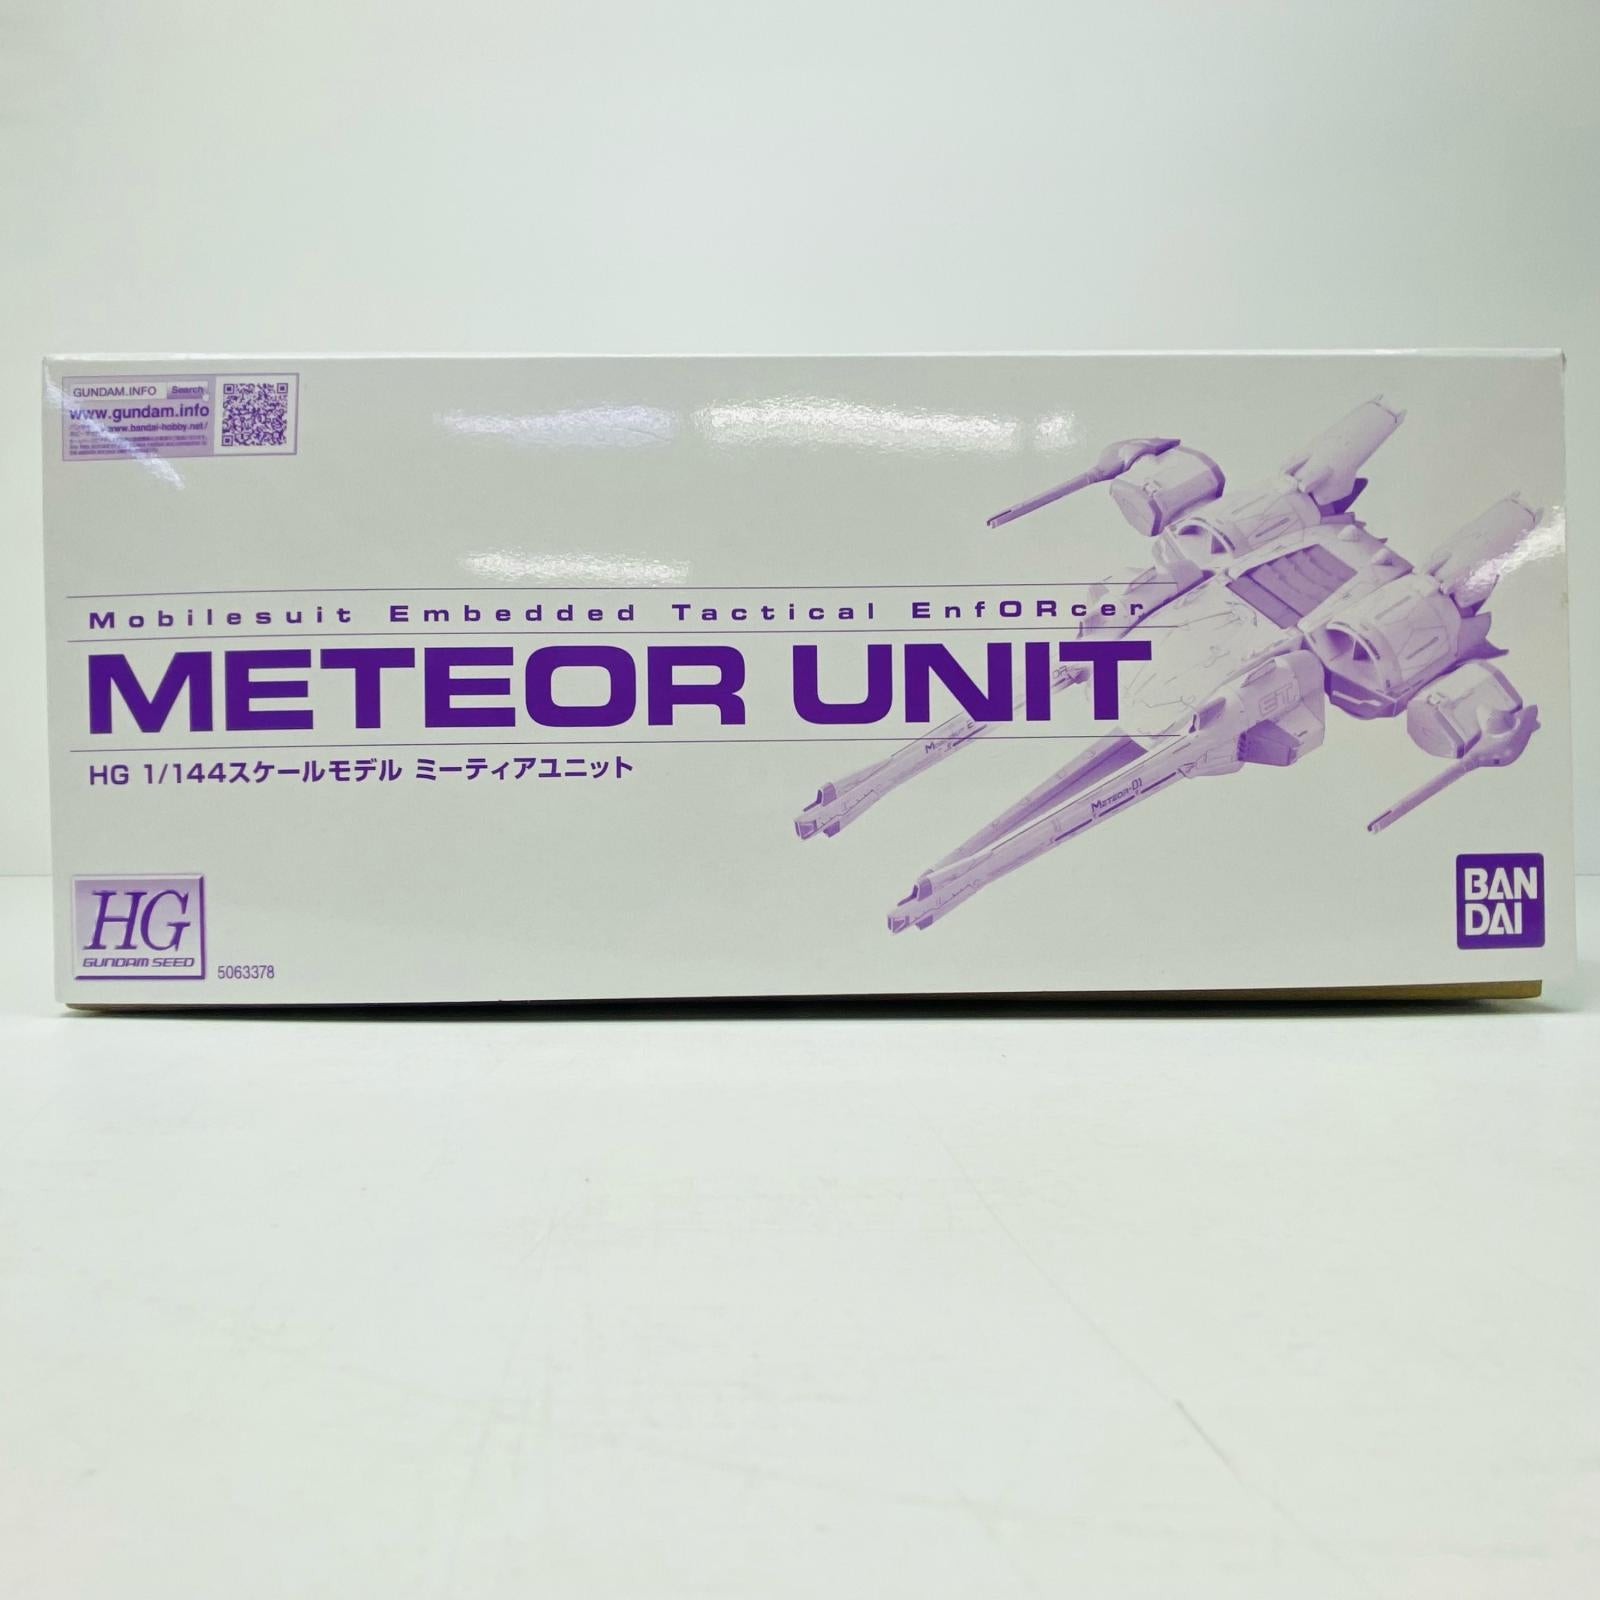 GUNDAM.INFO Search
www.gundam.info
www.bandai-hobby.net/
Mobilesuit Embedded Tactical EnfORcer
METEOR UNIT
HG 1/144スケールモデル ミーティアユニット
METEOR-01
HG
GUNDAM SEED
5063378
BAN
DAI